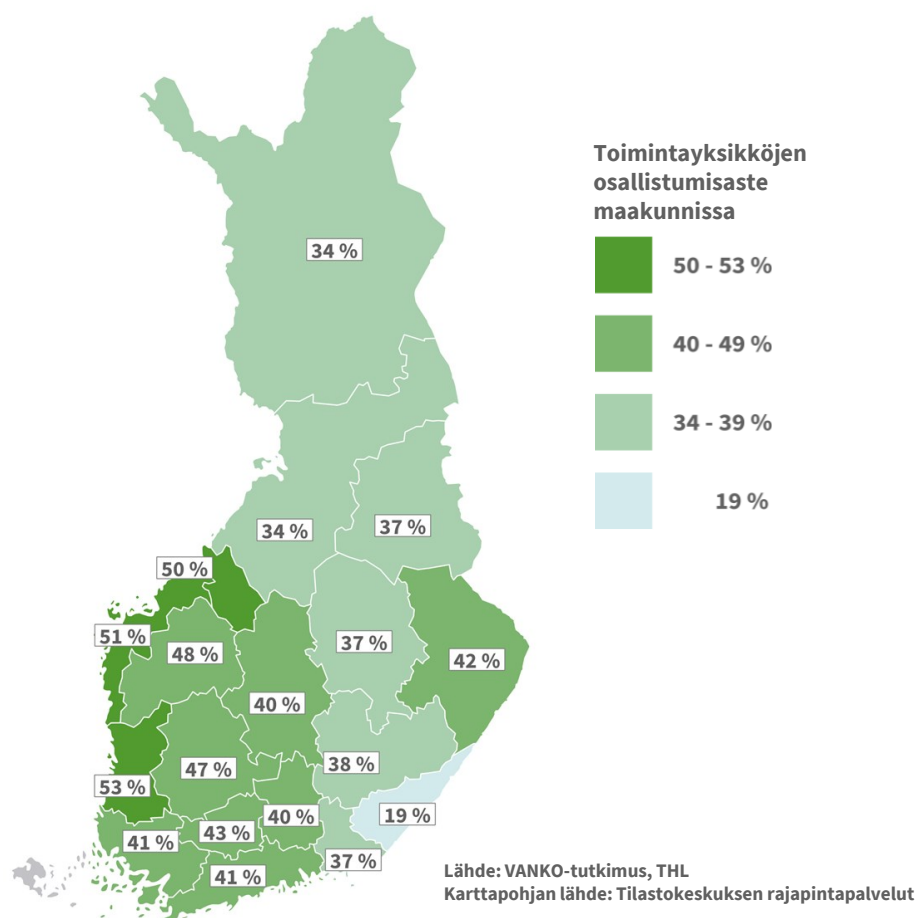 Toimintayksikköjen
osallistumisaste
maakunnissa
50 - 53 %
40 - 49 %
34 - 39 %
19 %
34 %
34 %
37 %
50 %
51 %
48 %
37 %
42 %
40 %
47 %
38 %
53 %
40 %
19 %
41 %
43 %
37 %
41 %
Lähde: VANKO-tutkimus, THL
Karttapohjan lähde: Tilastokeskuksen rajapintapalvelut